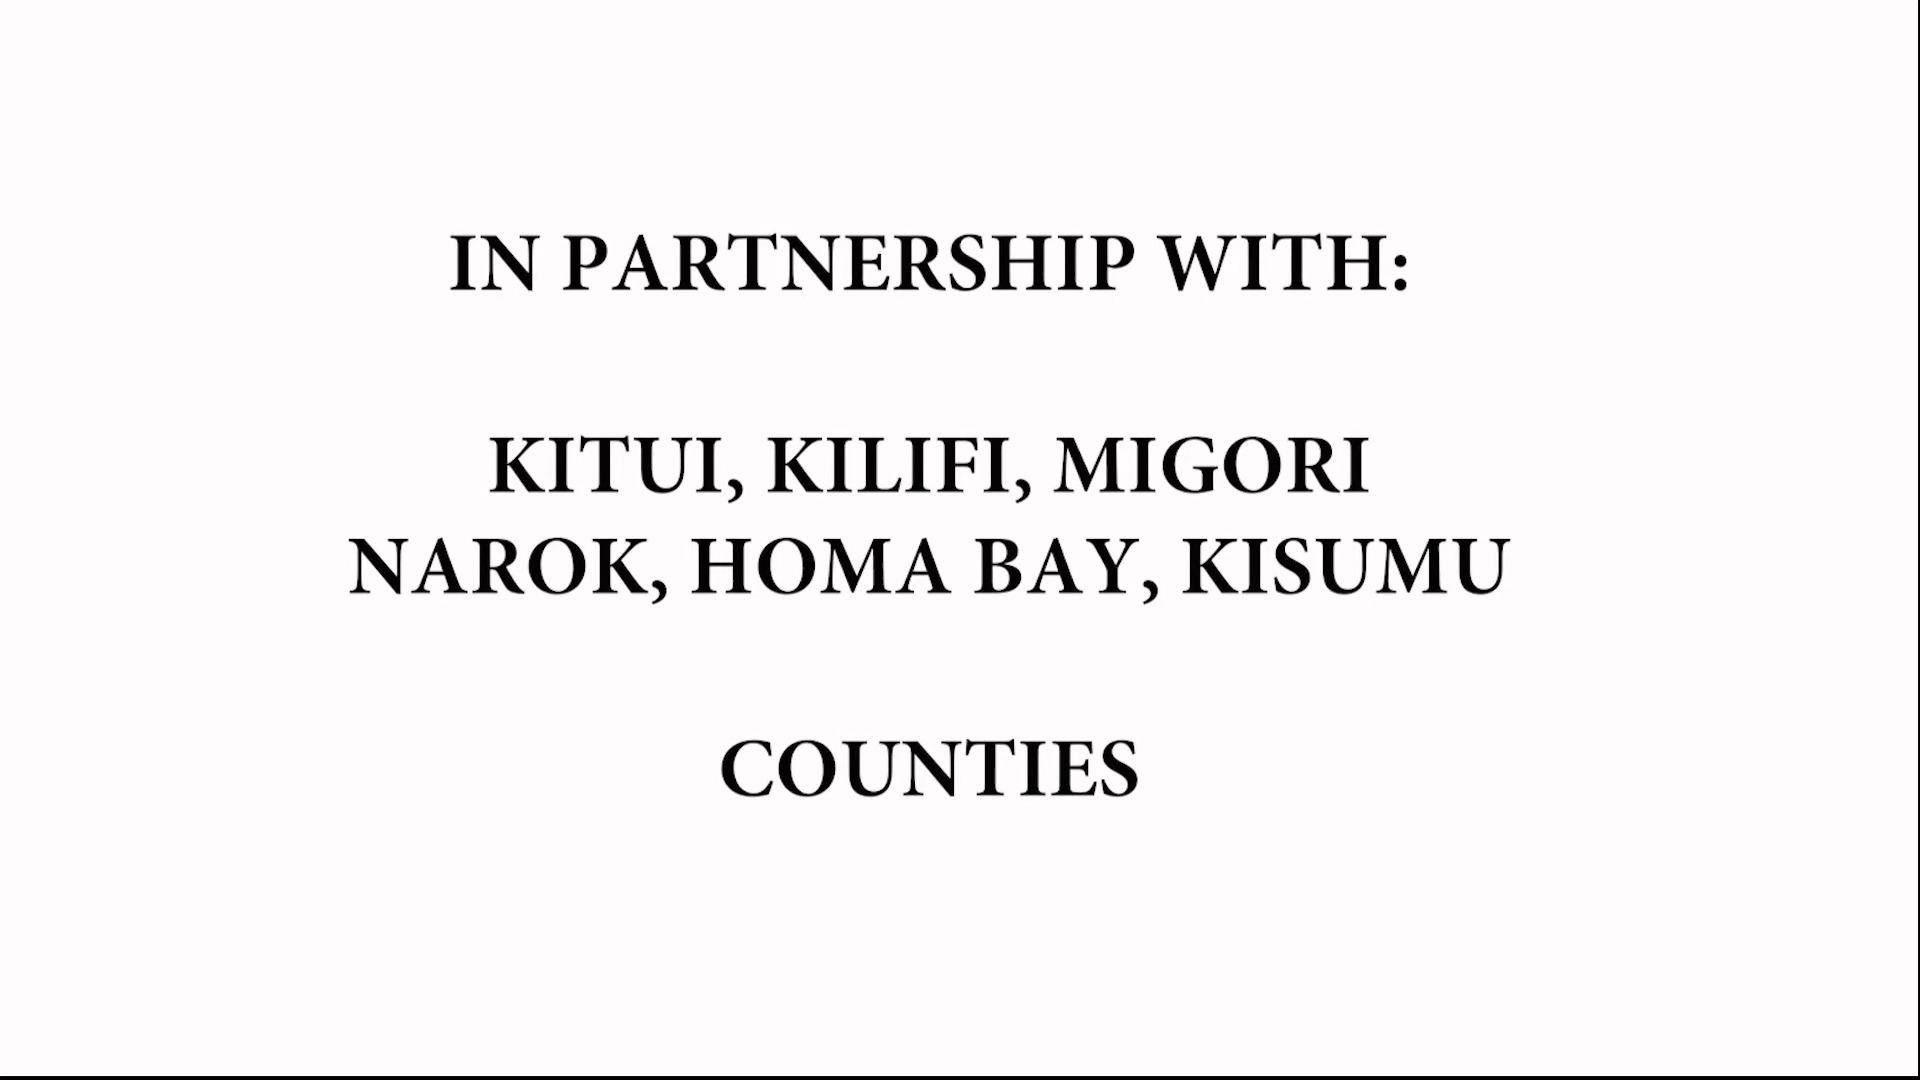 IN PARTNERSHIP WITH:
KITUI, KILIFI, MIGORI
NAROK, HOMA BAY, KISUMU
COUNTIES